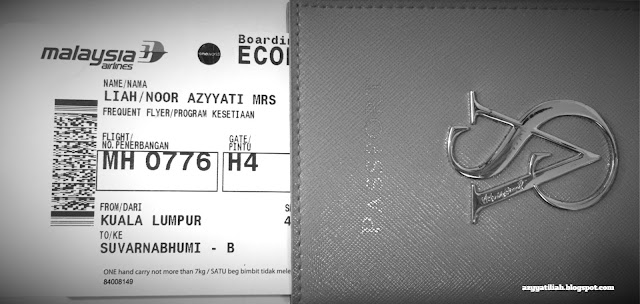 malaysia
airlines
oneworld
Boardin
ECO
NAME/NAMA
LIAH/NOOR AZYYATI MRS
FREQUENT FLYER/PROGRAM KESETIAAN
FLIGHT/
NO.PENERBANGAN
MH 0776
GATE/
PINTU
H4
FROM/DARI
KUALA LUMPUR
4
TO/KE
SUVARNABHUMI - B
ONE hand carry not more than 7kg / SATU beg bimbit tidak mele
84008149
PASSPORT
azyyatiliah.blogspot.com